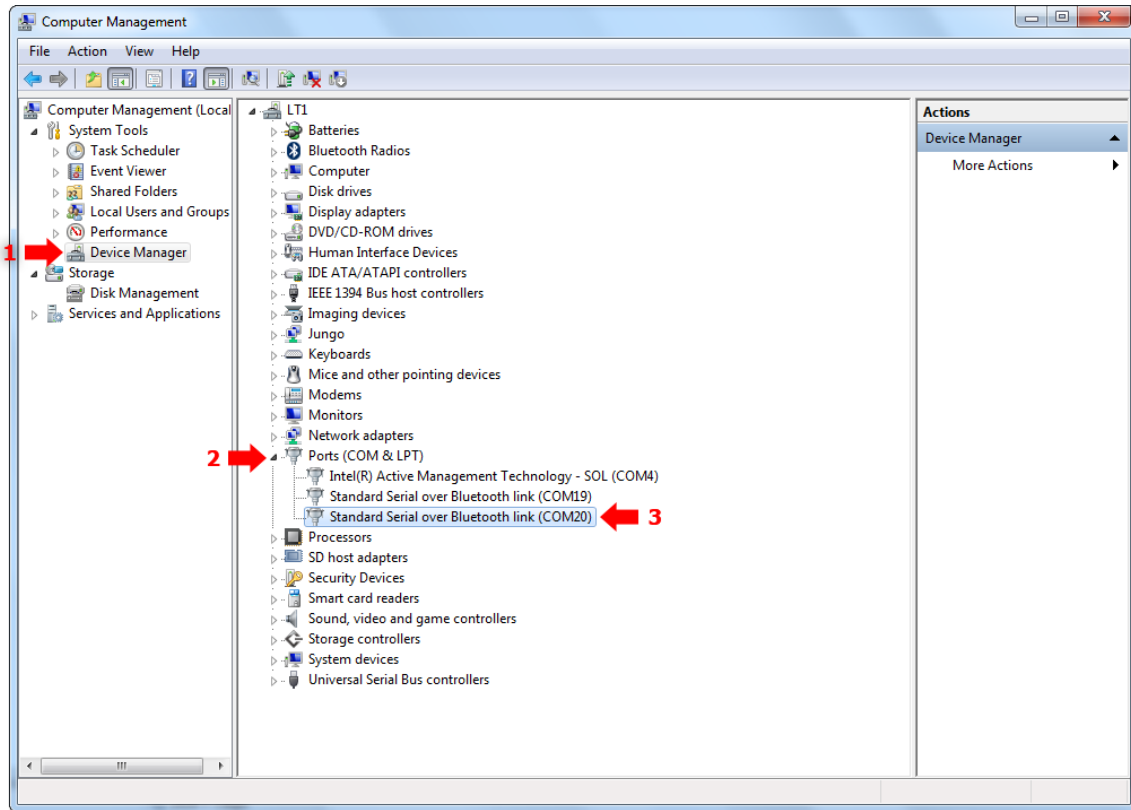 Computer Management
File Action View Help
Computer Management (Local
System Tools
Task Scheduler
Event Viewer
Shared Folders
Local Users and Groups
Performance
1
Device Manager
Storage
Disk Management
Services and Applications
LT1
Batteries
Bluetooth Radios
Computer
Disk drives
Display adapters
DVD/CD-ROM drives
Human Interface Devices
IDE ATA/ATAPI controllers
IEEE 1394 Bus host controllers
Imaging devices
Jungo
Keyboards
Mice and other pointing devices
Modems
Monitors
Network adapters
2
Ports (COM & LPT)
Intel(R) Active Management Technology - SOL (COM4)
Standard Serial over Bluetooth link (COM19)
Standard Serial over Bluetooth link (COM20)
3
Processors
SD host adapters
Security Devices
Smart card readers
Sound, video and game controllers
Storage controllers
System devices
Universal Serial Bus controllers
Actions
Device Manager
More Actions